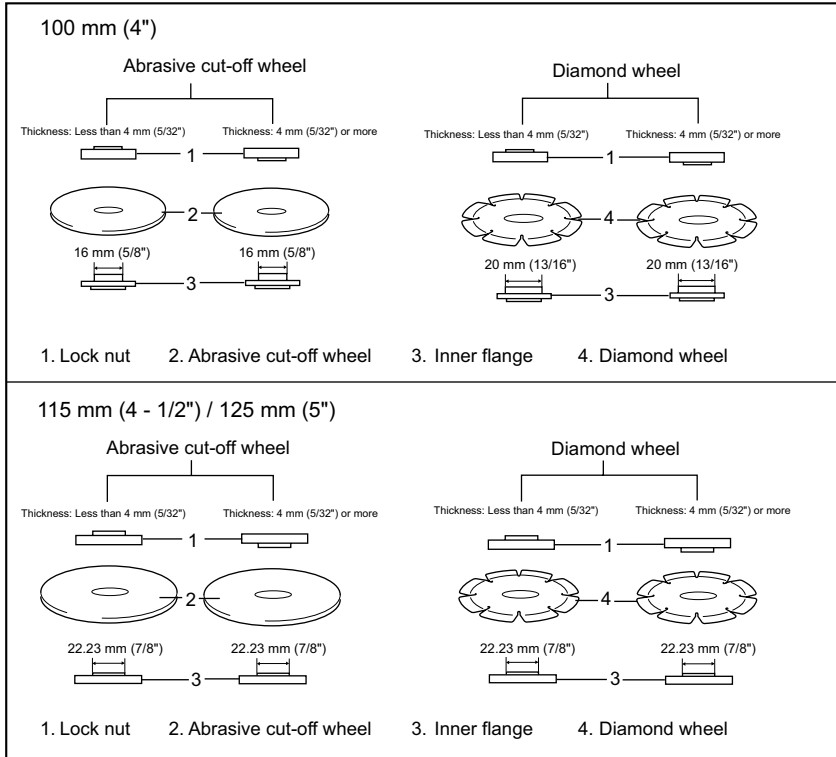 100 mm (4")
Abrasive cut-off wheel
Diamond wheel
Thickness: Less than 4 mm (5/32")
Thickness: 4 mm (5/32") or more
Thickness: Less than 4 mm (5/32")
Thickness: 4 mm (5/32") or more
1
1
2
4
16 mm (5/8")
16 mm (5/8")
20 mm (13/16")
20 mm (13/16")
3
3
1. Lock nut 2. Abrasive cut-off wheel 3. Inner flange 4. Diamond wheel
115 mm (4 - 1/2") / 125 mm (5")
Abrasive cut-off wheel
Diamond wheel
Thickness: Less than 4 mm (5/32")
Thickness: 4 mm (5/32") or more
Thickness: Less than 4 mm (5/32")
Thickness: 4 mm (5/32") or more
1
1
2
4
22.23 mm (7/8")
22.23 mm (7/8")
22.23 mm (7/8")
22.23 mm (7/8")
3
3
1. Lock nut 2. Abrasive cut-off wheel 3. Inner flange 4. Diamond wheel